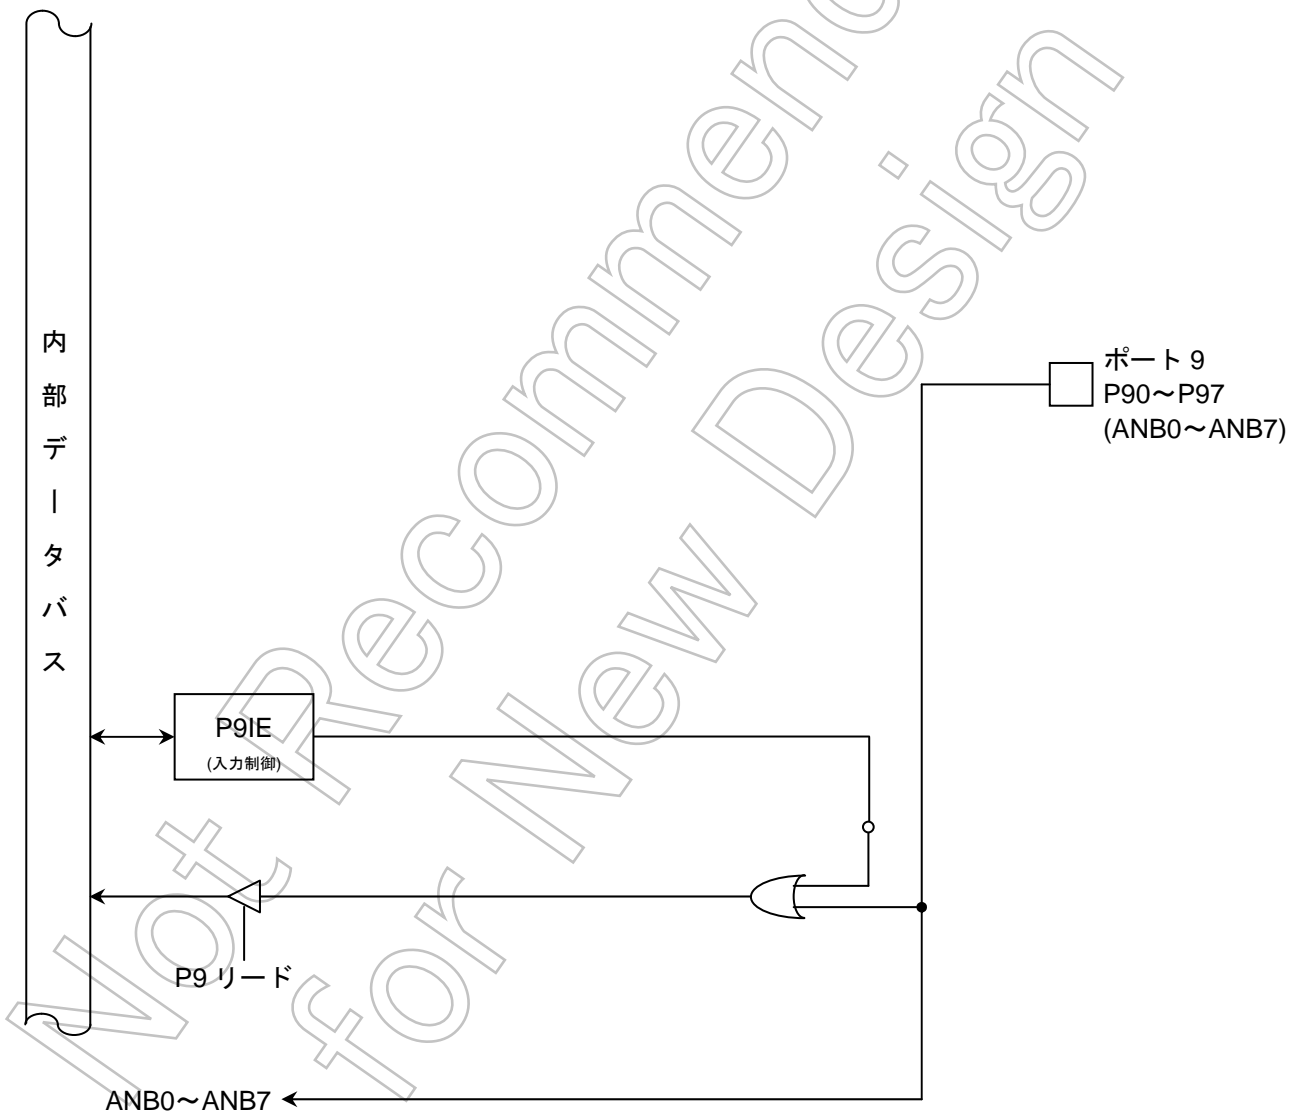 内部データバス
ポート 9
P90～P97
(ANB0～ANB7)
P9IE
(入力制御)
P9 リード
ANB0～ANB7
Not Recommend
for New Design